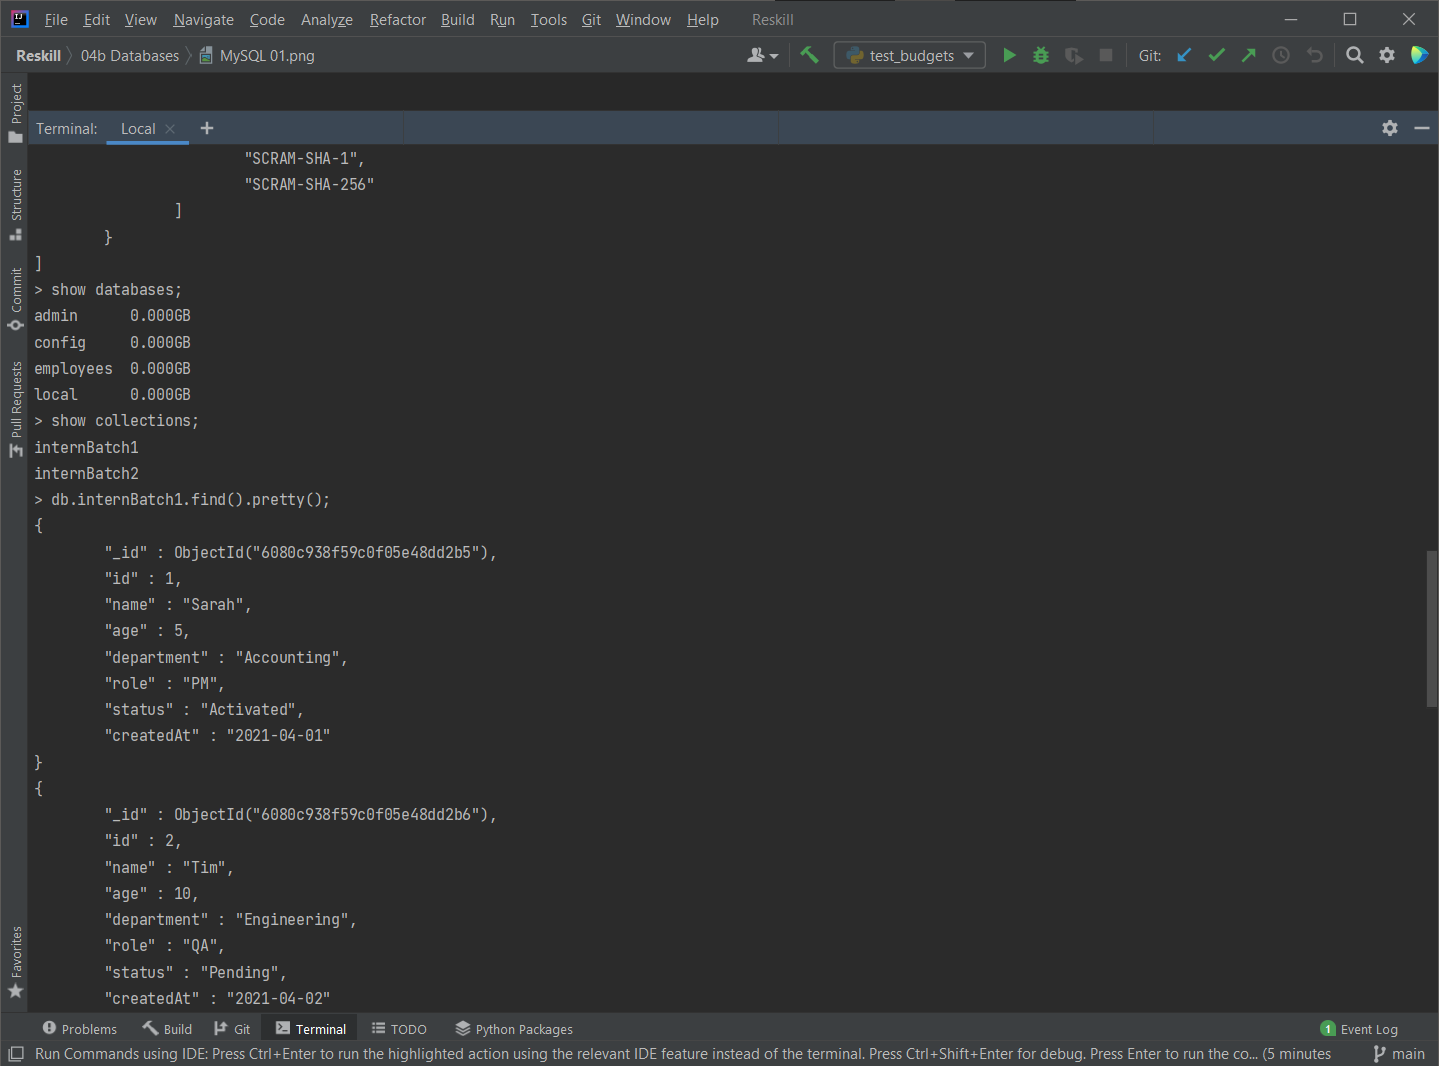 File Edit View Navigate Code Analyze Refactor Build Run Tools Git Window Help Reskill
Reskill 04b Databases MySQL 01.png test_budgets Git:
Project
Structure
Commit
Pull Requests
Favorites
Terminal: Local
"SCRAM-SHA-1",
"SCRAM-SHA-256"
]
}
]
> show databases;
admin 0.000GB
config 0.000GB
employees 0.000GB
local 0.000GB
> show collections;
internBatch1
internBatch2
> db.internBatch1.find().pretty();
{
"_id" : ObjectId("6080c938f59c0f05e48dd2b5"),
"id" : 1,
"name" : "Sarah",
"age" : 5,
"department" : "Accounting",
"role" : "PM",
"status" : "Activated",
"createdAt" : "2021-04-01"
}
{
"_id" : ObjectId("6080c938f59c0f05e48dd2b6"),
"id" : 2,
"name" : "Tim",
"age" : 10,
"department" : "Engineering",
"role" : "QA",
"status" : "Pending",
"createdAt" : "2021-04-02"
Problems Build Git Terminal TODO Python Packages 1 Event Log
Run Commands using IDE: Press Ctrl+Enter to run the highlighted action using the relevant IDE feature instead of the terminal. Press Ctrl+Shift+Enter for debug. Press Enter to run the co... (5 minutes main